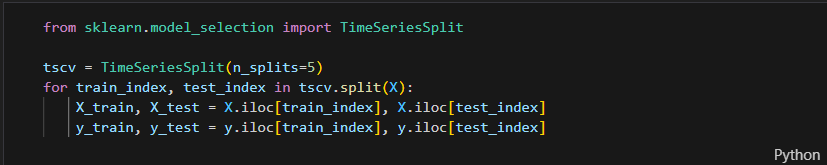 from sklearn.model_selection import TimeSeriesSplit
tscv = TimeSeriesSplit(n_splits=5)
for train_index, test_index in tscv.split(X):
    X_train, X_test = X.iloc[train_index], X.iloc[test_index]
    y_train, y_test = y.iloc[train_index], y.iloc[test_index]
Python